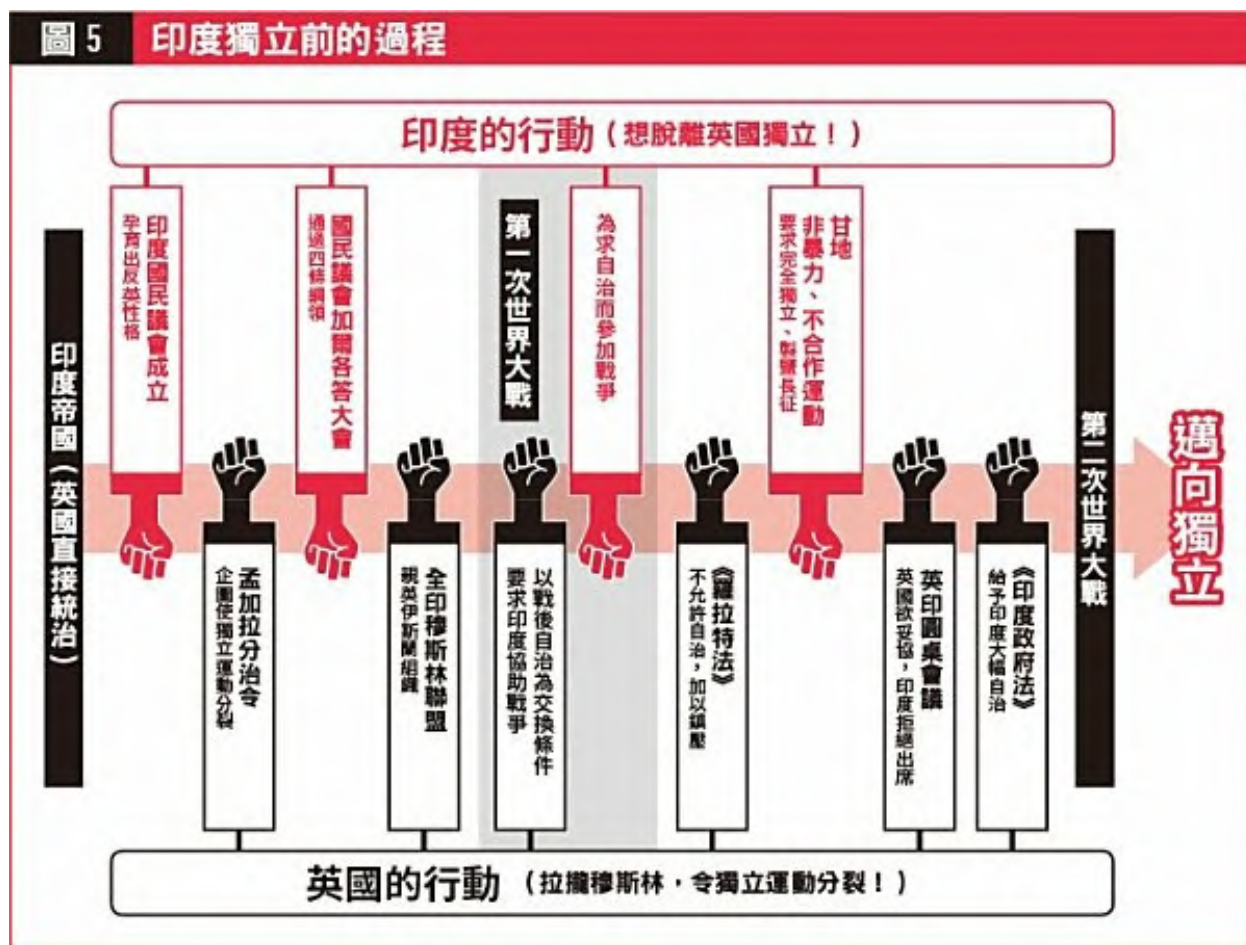 圖5
印度獨立前的過程
印度的行動(想脫離英國獨立!)
印度帝國(英國直接統治)
印度國民議會成立
孕育出反英性格
孟加拉分治令
企圖使獨立運動分裂
國民議會加爾各答大會
通過四條綱領
全印穆斯林聯盟
親英伊斯蘭組織
第一次世界大戰
以戰後自治為交換條件
要求印度協助戰爭
為求自治而參加戰爭
《羅拉特法》
不允許自治,加以鎮壓
甘地
非暴力、不合作運動
要求完全獨立、製鹽長征
英印圓桌會議
英國欲妥協,印度拒絕出席
《印度政府法》
給予印度大幅自治
第二次世界大戰
邁向獨立
英國的行動(拉攏穆斯林,令獨立運動分裂!)